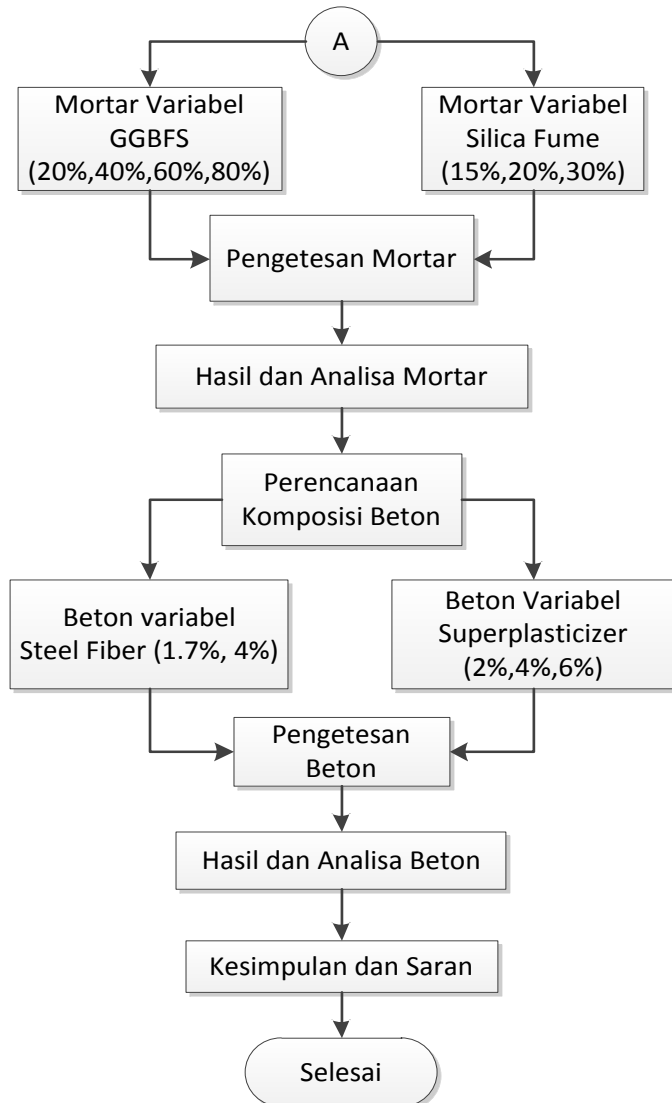 A
Mortar Variabel
GGBFS
(20%,40%,60%,80%)
Mortar Variabel
Silica Fume
(15%,20%,30%)
Pengetesan Mortar
Hasil dan Analisa Mortar
Perencanaan
Komposisi Beton
Beton variabel
Steel Fiber (1.7%, 4%)
Beton Variabel
Superplasticizer
(2%,4%,6%)
Pengetesan
Beton
Hasil dan Analisa Beton
Kesimpulan dan Saran
Selesai